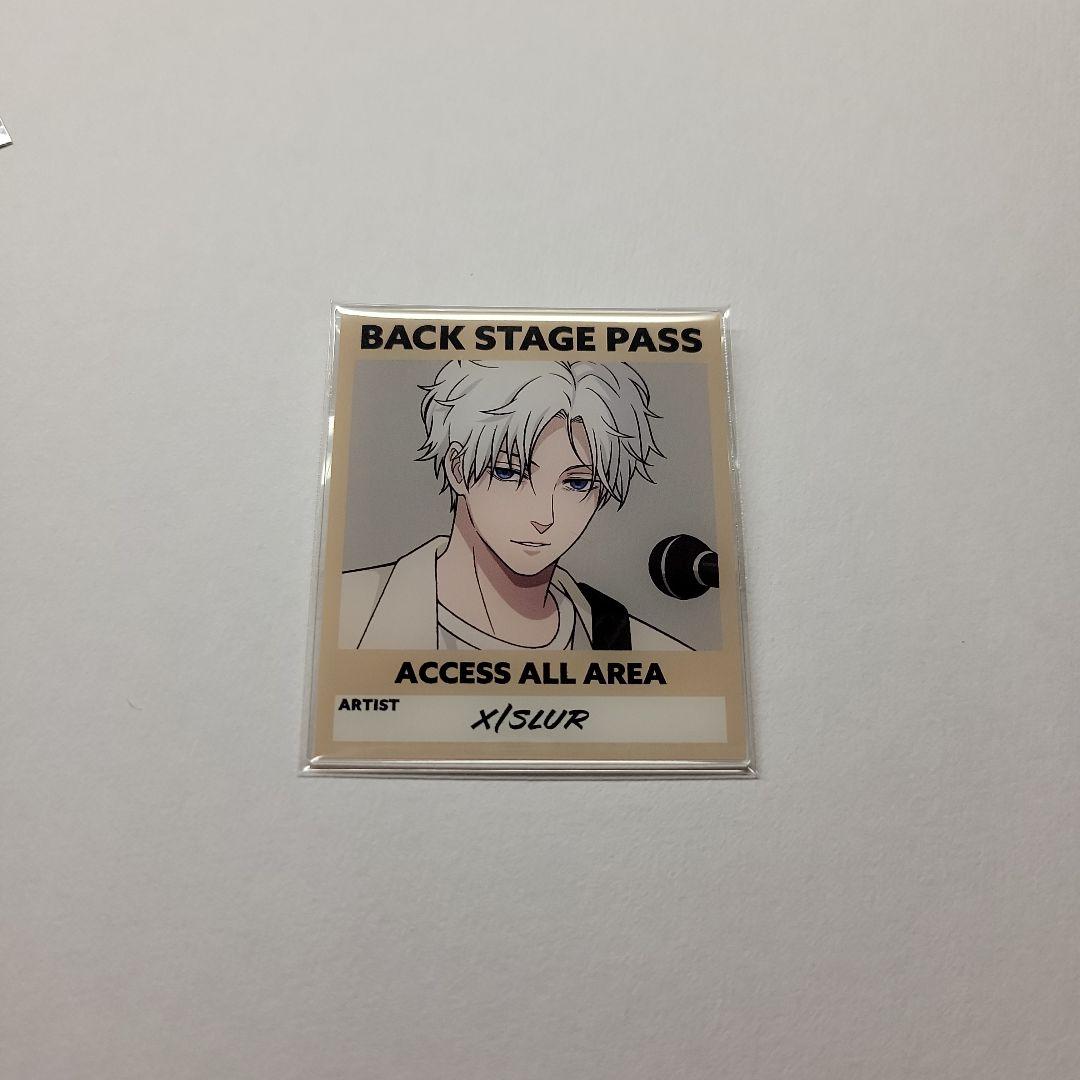 BACK STAGE PASS
ACCESS ALL AREA
ARTIST
X/SLUR